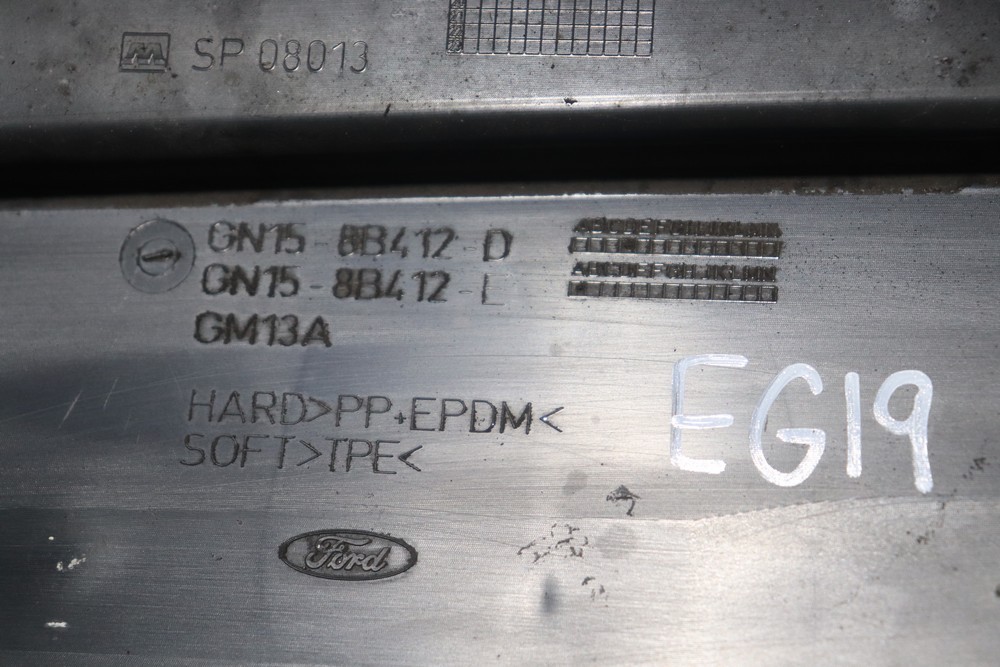 M SP 08013
GN15 - 8B412 - D
GN15 - 8B412 - L
GM13A
HARD>PP+EPDM<
SOFT>TPE<
EG19
Ford